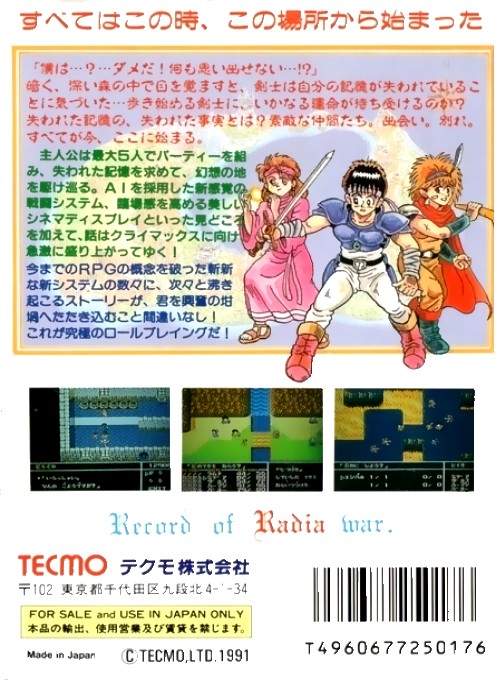 すべてはこの時、この場所から始まった
「僕は…?…ダメだ!何も思い出せない…!?」
暗く、深い森の中で目を覚ますと、剣士は自分の記憶が失われているこ
とに気づいた…歩き始める剣士に、いかなる運命が待ち受けるのか?
失われた記憶の、失われた事実とは?素敵な仲間たち。出会い。別れ。
すべてが今、ここに始まる。
主人公は最大5人でパーティーを組
み、失われた記憶を求めて、幻想の地
を駆け巡る。AIを採用した新感覚の
戦闘システム、臨場感を高める美しい
シネマディスプレイといった見どころ
を加えて、話はクライマックスに向け
急激に盛り上がってゆく!
今までのRPGの概念を破った斬新
な新システムの数々に、次々と沸き
起こるストーリーが、君を興奮の坩
堝へたたき込むこと間違いなし!
これが究極のロールプレイングだ!
Record of Radia war.
TECMO テクモ株式会社
〒102 東京都千代田区九段北4-1-34
FOR SALE and USE IN JAPAN ONLY
本品の輸出、使用営業及び賃貸を禁じます。
Made in Japan ©TECMO,LTD.1991
T4960677250176